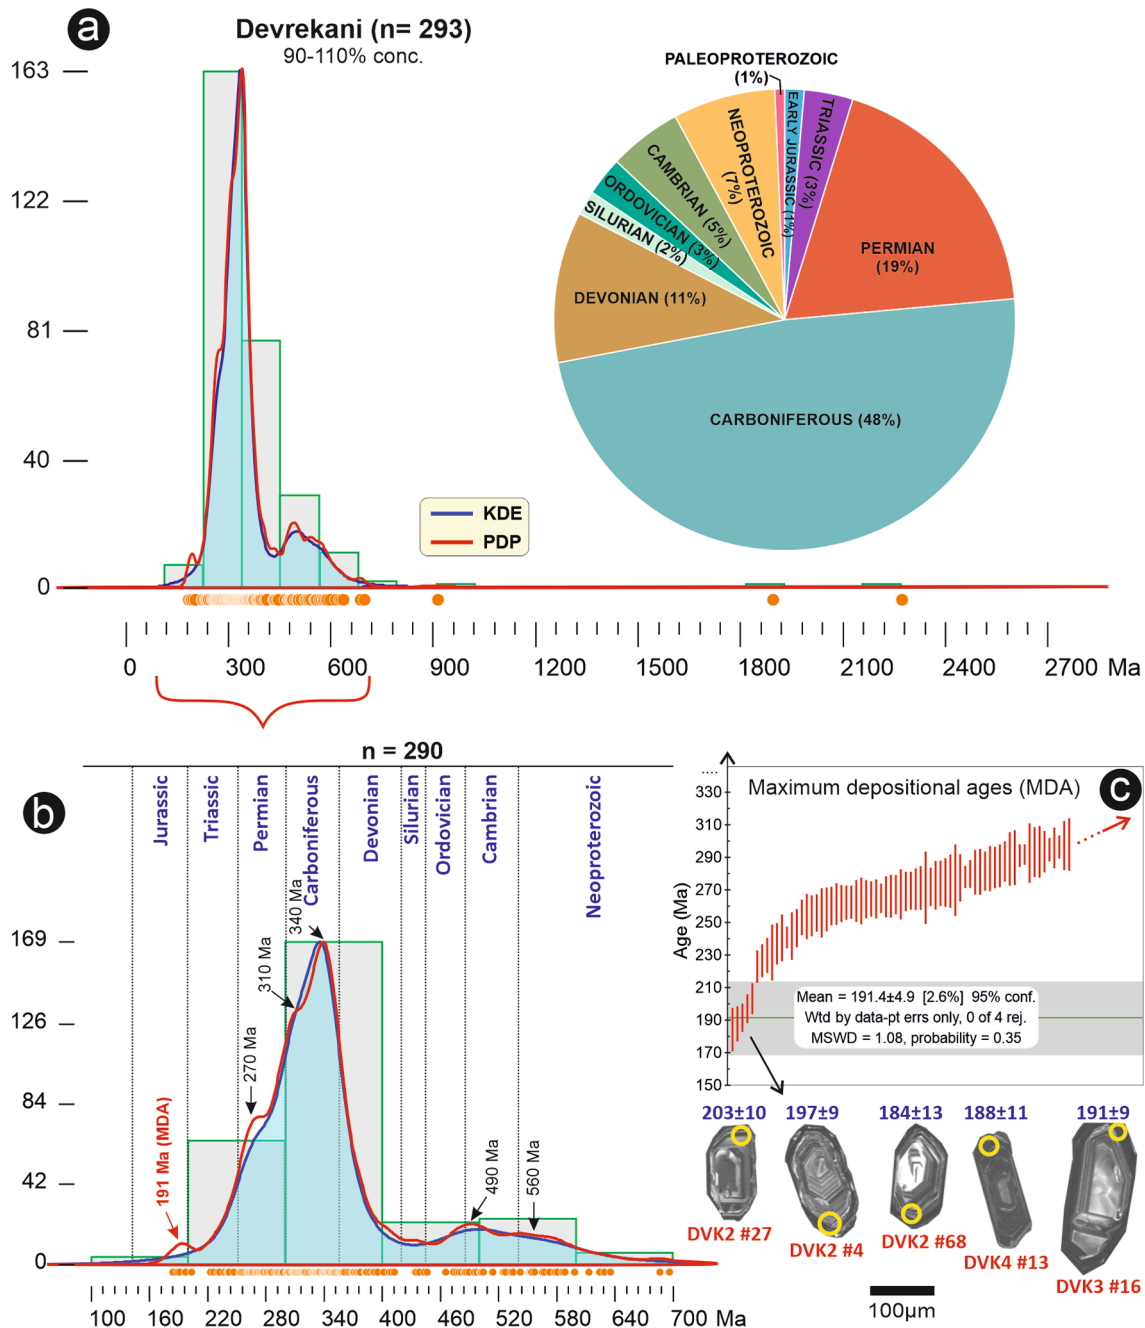 a
Devrekani (n= 293)
90-110% conc.
163
122
81
40
0
KDE
PDP
PALEOPROTEROZOIC
(1%)
EARLY JURASSIC (1%)
TRIASSIC (3%)
PERMIAN
(19%)
CARBONIFEROUS (48%)
DEVONIAN (11%)
SILURIAN (2%)
ORDOVICIAN (3%)
CAMBRIAN (5%)
NEOPROTEROZOIC
(7%)
0 300 600 900 1200 1500 1800 2100 2400 2700 Ma
n = 290
b
Jurassic
Triassic
Permian
Carboniferous
Devonian
Silurian
Ordovician
Cambrian
Neoproterozoic
169
126
84
42
0
191 Ma (MDA)
270 Ma
310 Ma
340 Ma
490 Ma
560 Ma
100 160 220 280 340 400 460 520 580 640 700 Ma
c
Maximum depositional ages (MDA)
Age (Ma)
....
330
310
290
270
250
230
210
190
170
150
Mean = 191.4±4.9 [2.6%] 95% conf.
Wtd by data-pt errs only, 0 of 4 rej.
MSWD = 1.08, probability = 0.35
203±10 197±9 184±13 188±11 191±9
DVK2 #27
DVK2 #4
DVK2 #68
DVK4 #13
DVK3 #16
100µm